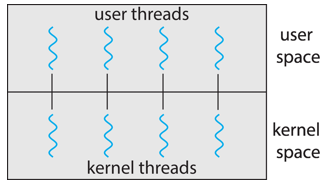 user threads
user
space
kernel
space
kernel threads